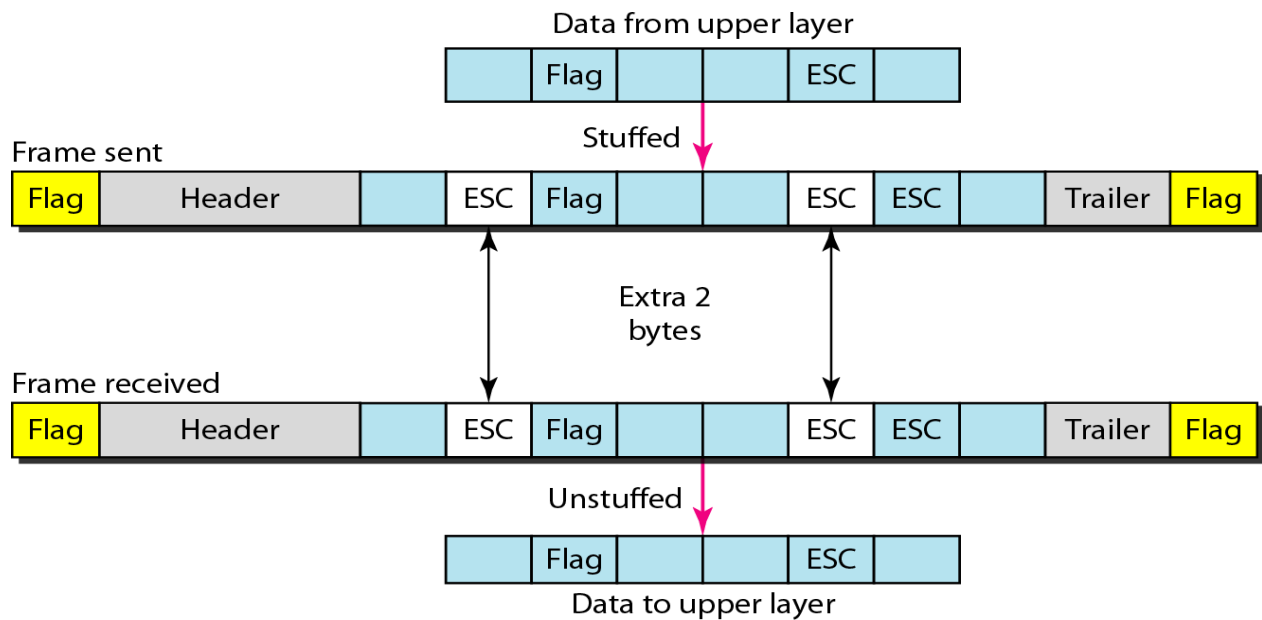 Data from upper layer
Flag ESC
Stuffed
Frame sent
Flag Header ESC Flag ESC ESC Trailer Flag
Extra 2
bytes
Frame received
Flag Header ESC Flag ESC ESC Trailer Flag
Unstuffed
Flag ESC
Data to upper layer